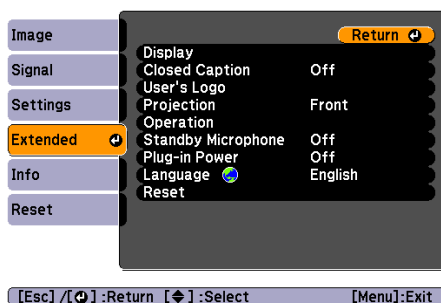 Image
Signal
Settings
Extended
Info
Reset
Return
Display
Closed Caption Off
User's Logo
Projection Front
Operation
Standby Microphone Off
Plug-in Power Off
Language English
Reset
[Esc] /[ ] :Return [ ] :Select [Menu]:Exit